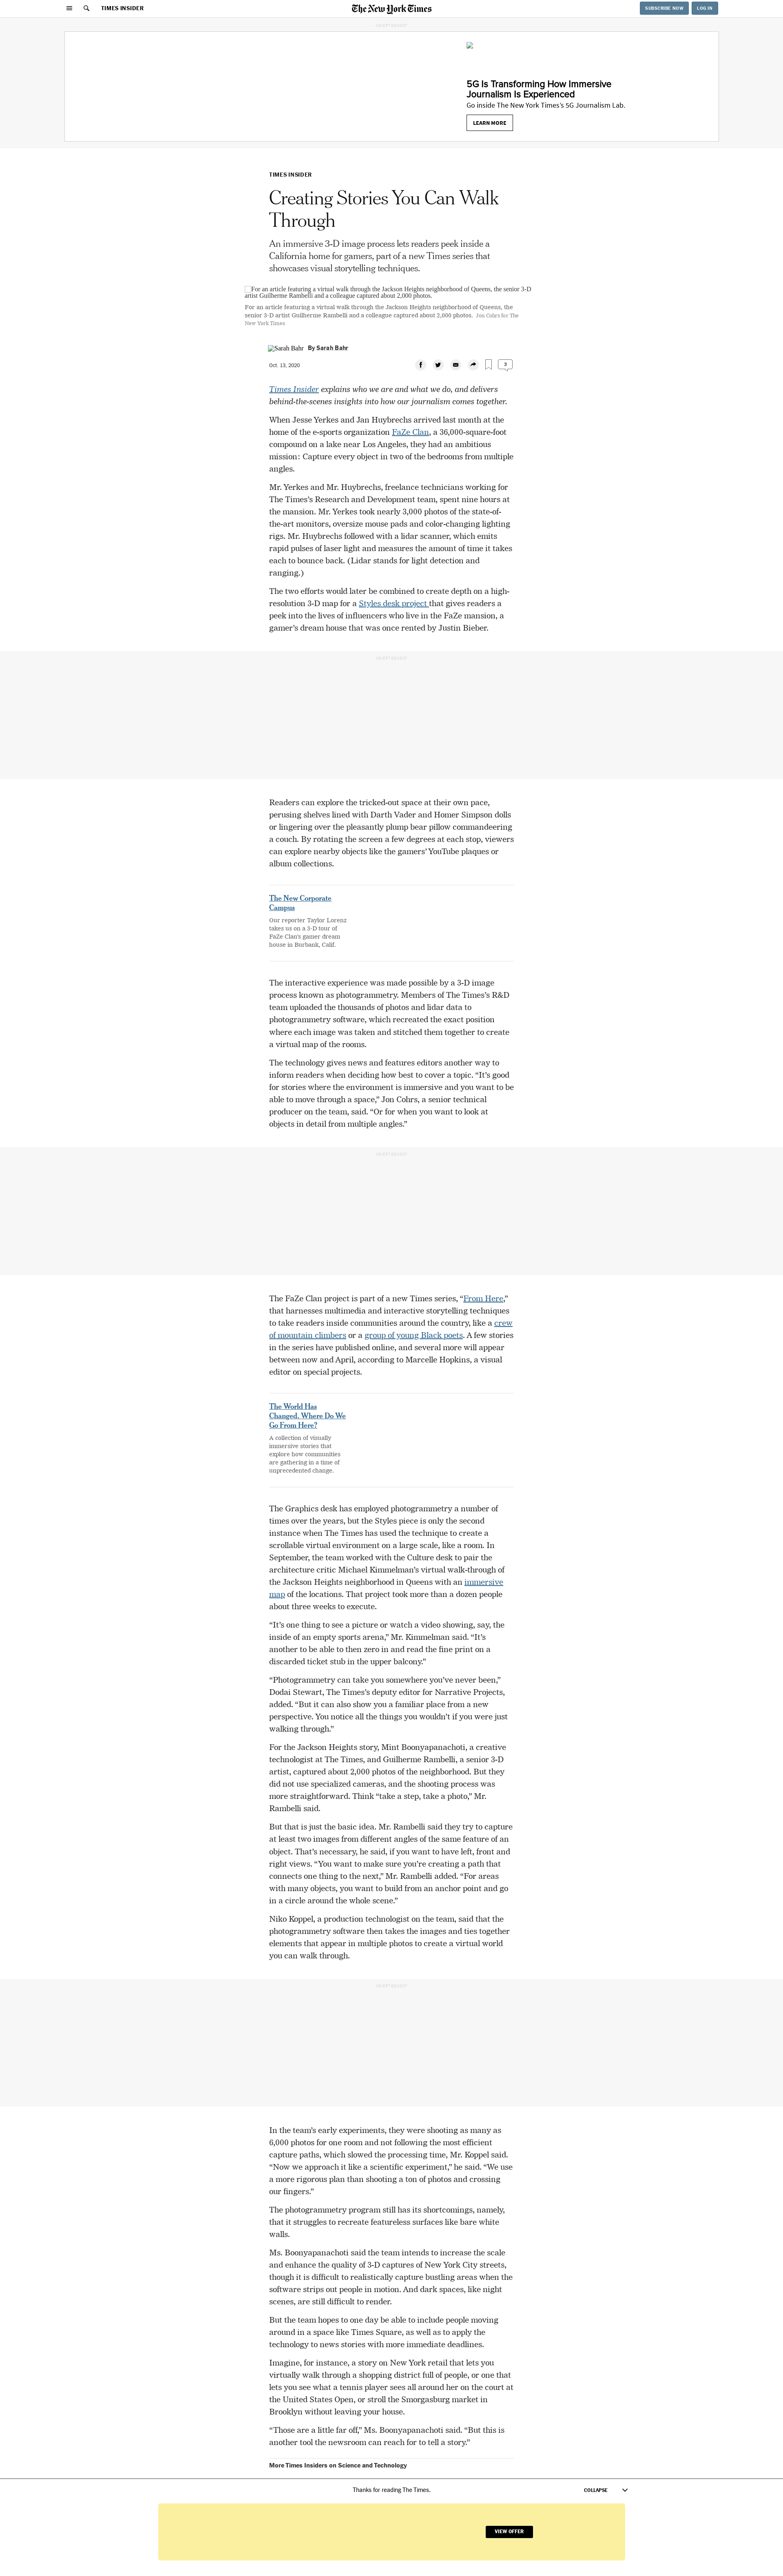 TIMES INSIDER
The New York Times
SUBSCRIBE NOW
LOG IN
ADVERTISEMENT
5G Is Transforming How Immersive
Journalism Is Experienced
Go inside The New York Times's 5G Journalism Lab.
LEARN MORE
TIMES INSIDER
Creating Stories You Can Walk
Through
An immersive 3-D image process lets readers peek inside a
California home for gamers, part of a new Times series that
showcases visual storytelling techniques.
For an article featuring a virtual walk through the Jackson Heights neighborhood of Queens, the senior 3-D
artist Guilherme Rambelli and a colleague captured about 2,000 photos.
For an article featuring a virtual walk through the Jackson Heights neighborhood of Queens, the
senior 3-D artist Guilherme Rambelli and a colleague captured about 2,000 photos. Jon Cohrs for The
New York Times
Sarah Bahr By Sarah Bahr
Oct. 13, 2020
3
Times Insider explains who we are and what we do, and delivers
behind-the-scenes insights into how our journalism comes together.
When Jesse Yerkes and Jan Huybrechs arrived last month at the
home of the e-sports organization FaZe Clan, a 36,000-square-foot
compound on a lake near Los Angeles, they had an ambitious
mission: Capture every object in two of the bedrooms from multiple
angles.
Mr. Yerkes and Mr. Huybrechs, freelance technicians working for
The Times's Research and Development team, spent nine hours at
the mansion. Mr. Yerkes took nearly 3,000 photos of the state-of-
the-art monitors, oversize mouse pads and color-changing lighting
rigs. Mr. Huybrechs followed with a lidar scanner, which emits
rapid pulses of laser light and measures the amount of time it takes
each to bounce back. (Lidar stands for light detection and
ranging.)
The two efforts would later be combined to create depth on a high-
resolution 3-D map for a Styles desk project that gives readers a
peek into the lives of influencers who live in the FaZe mansion, a
gamer's dream house that was once rented by Justin Bieber.
ADVERTISEMENT
Readers can explore the tricked-out space at their own pace,
perusing shelves lined with Darth Vader and Homer Simpson dolls
or lingering over the pleasantly plump bear pillow commandeering
a couch. By rotating the screen a few degrees at each stop, viewers
can explore nearby objects like the gamers' YouTube plaques or
album collections.
The New Corporate
Campus
Our reporter Taylor Lorenz
takes us on a 3-D tour of
FaZe Clan's gamer dream
house in Burbank, Calif.
The interactive experience was made possible by a 3-D image
process known as photogrammetry. Members of The Times's R&D
team uploaded the thousands of photos and lidar data to
photogrammetry software, which recreated the exact position
where each image was taken and stitched them together to create
a virtual map of the rooms.
The technology gives news and features editors another way to
inform readers when deciding how best to cover a topic. “It's good
for stories where the environment is immersive and you want to be
able to move through a space,” Jon Cohrs, a senior technical
producer on the team, said. “Or for when you want to look at
objects in detail from multiple angles.”
ADVERTISEMENT
The FaZe Clan project is part of a new Times series, “From Here,”
that harnesses multimedia and interactive storytelling techniques
to take readers inside communities around the country, like a crew
of mountain climbers or a group of young Black poets. A few stories
in the series have published online, and several more will appear
between now and April, according to Marcelle Hopkins, a visual
editor on special projects.
The World Has
Changed. Where Do We
Go From Here?
A collection of visually
immersive stories that
explore how communities
are gathering in a time of
unprecedented change.
The Graphics desk has employed photogrammetry a number of
times over the years, but the Styles piece is only the second
instance when The Times has used the technique to create a
scrollable virtual environment on a large scale, like a room. In
September, the team worked with the Culture desk to pair the
architecture critic Michael Kimmelman's virtual walk-through of
the Jackson Heights neighborhood in Queens with an immersive
map of the locations. That project took more than a dozen people
about three weeks to execute.
“It's one thing to see a picture or watch a video showing, say, the
inside of an empty sports arena,” Mr. Kimmelman said. “It's
another to be able to then zero in and read the fine print on a
discarded ticket stub in the upper balcony.”
“Photogrammetry can take you somewhere you've never been,”
Dodai Stewart, The Times's deputy editor for Narrative Projects,
added. “But it can also show you a familiar place from a new
perspective. You notice all the things you wouldn't if you were just
walking through.”
For the Jackson Heights story, Mint Boonyapanachoti, a creative
technologist at The Times, and Guilherme Rambelli, a senior 3-D
artist, captured about 2,000 photos of the neighborhood. But they
did not use specialized cameras, and the shooting process was
more straightforward. Think “take a step, take a photo,” Mr.
Rambelli said.
But that is just the basic idea. Mr. Rambelli said they try to capture
at least two images from different angles of the same feature of an
object. That's necessary, he said, if you want to have left, front and
right views. “You want to make sure you're creating a path that
connects one thing to the next,” Mr. Rambelli added. “For areas
with many objects, you want to build from an anchor point and go
in a circle around the whole scene.”
Niko Koppel, a production technologist on the team, said that the
photogrammetry software then takes the images and ties together
elements that appear in multiple photos to create a virtual world
you can walk through.
ADVERTISEMENT
In the team's early experiments, they were shooting as many as
6,000 photos for one room and not following the most efficient
capture paths, which slowed the processing time, Mr. Koppel said.
“Now we approach it like a scientific experiment,” he said. “We use
a more rigorous plan than shooting a ton of photos and crossing
our fingers.”
The photogrammetry program still has its shortcomings, namely,
that it struggles to recreate featureless surfaces like bare white
walls.
Ms. Boonyapanachoti said the team intends to increase the scale
and enhance the quality of 3-D captures of New York City streets,
though it is difficult to realistically capture bustling areas when the
software strips out people in motion. And dark spaces, like night
scenes, are still difficult to render.
But the team hopes to one day be able to include people moving
around in a space like Times Square, as well as to apply the
technology to news stories with more immediate deadlines.
Imagine, for instance, a story on New York retail that lets you
virtually walk through a shopping district full of people, or one that
lets you see what a tennis player sees all around her on the court at
the United States Open, or stroll the Smorgasburg market in
Brooklyn without leaving your house.
“Those are a little far off,” Ms. Boonyapanachoti said. “But this is
another tool the newsroom can reach for to tell a story.”
More Times Insiders on Science and Technology
Thanks for reading The Times.
COLLAPSE
VIEW OFFER